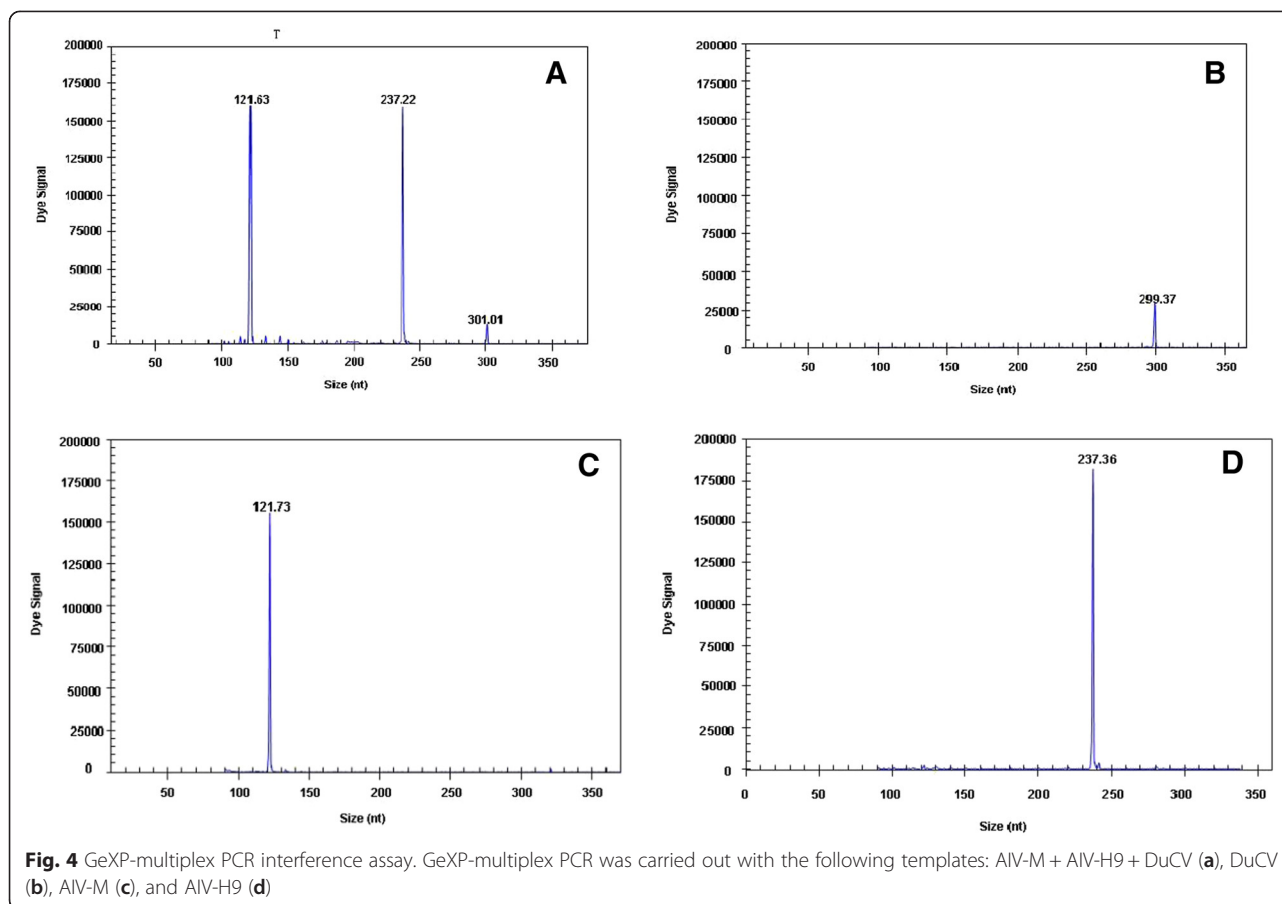 T
A
200000
175000
150000
125000
100000
75000
50000
25000
0
Dye Signal
121.63
237.22
301.01
50 100 150 200 250 300 350
Size (nt)
B
200000
175000
150000
125000
100000
75000
50000
25000
0
Dye Signal
299.37
50 100 150 200 250 300 350
Size (nt)
C
200000
175000
150000
125000
100000
75000
50000
25000
0
Dye Signal
121.73
50 100 150 200 250 300 350
Size (nt)
D
200000
175000
150000
125000
100000
75000
50000
25000
0
Dye Signal
237.36
0 50 100 150 200 250 300 350
Size (nt)
Fig. 4 GeXP-multiplex PCR interference assay. GeXP-multiplex PCR was carried out with the following templates: AIV-M + AIV-H9 + DuCV (a), DuCV
(b), AIV-M (c), and AIV-H9 (d)